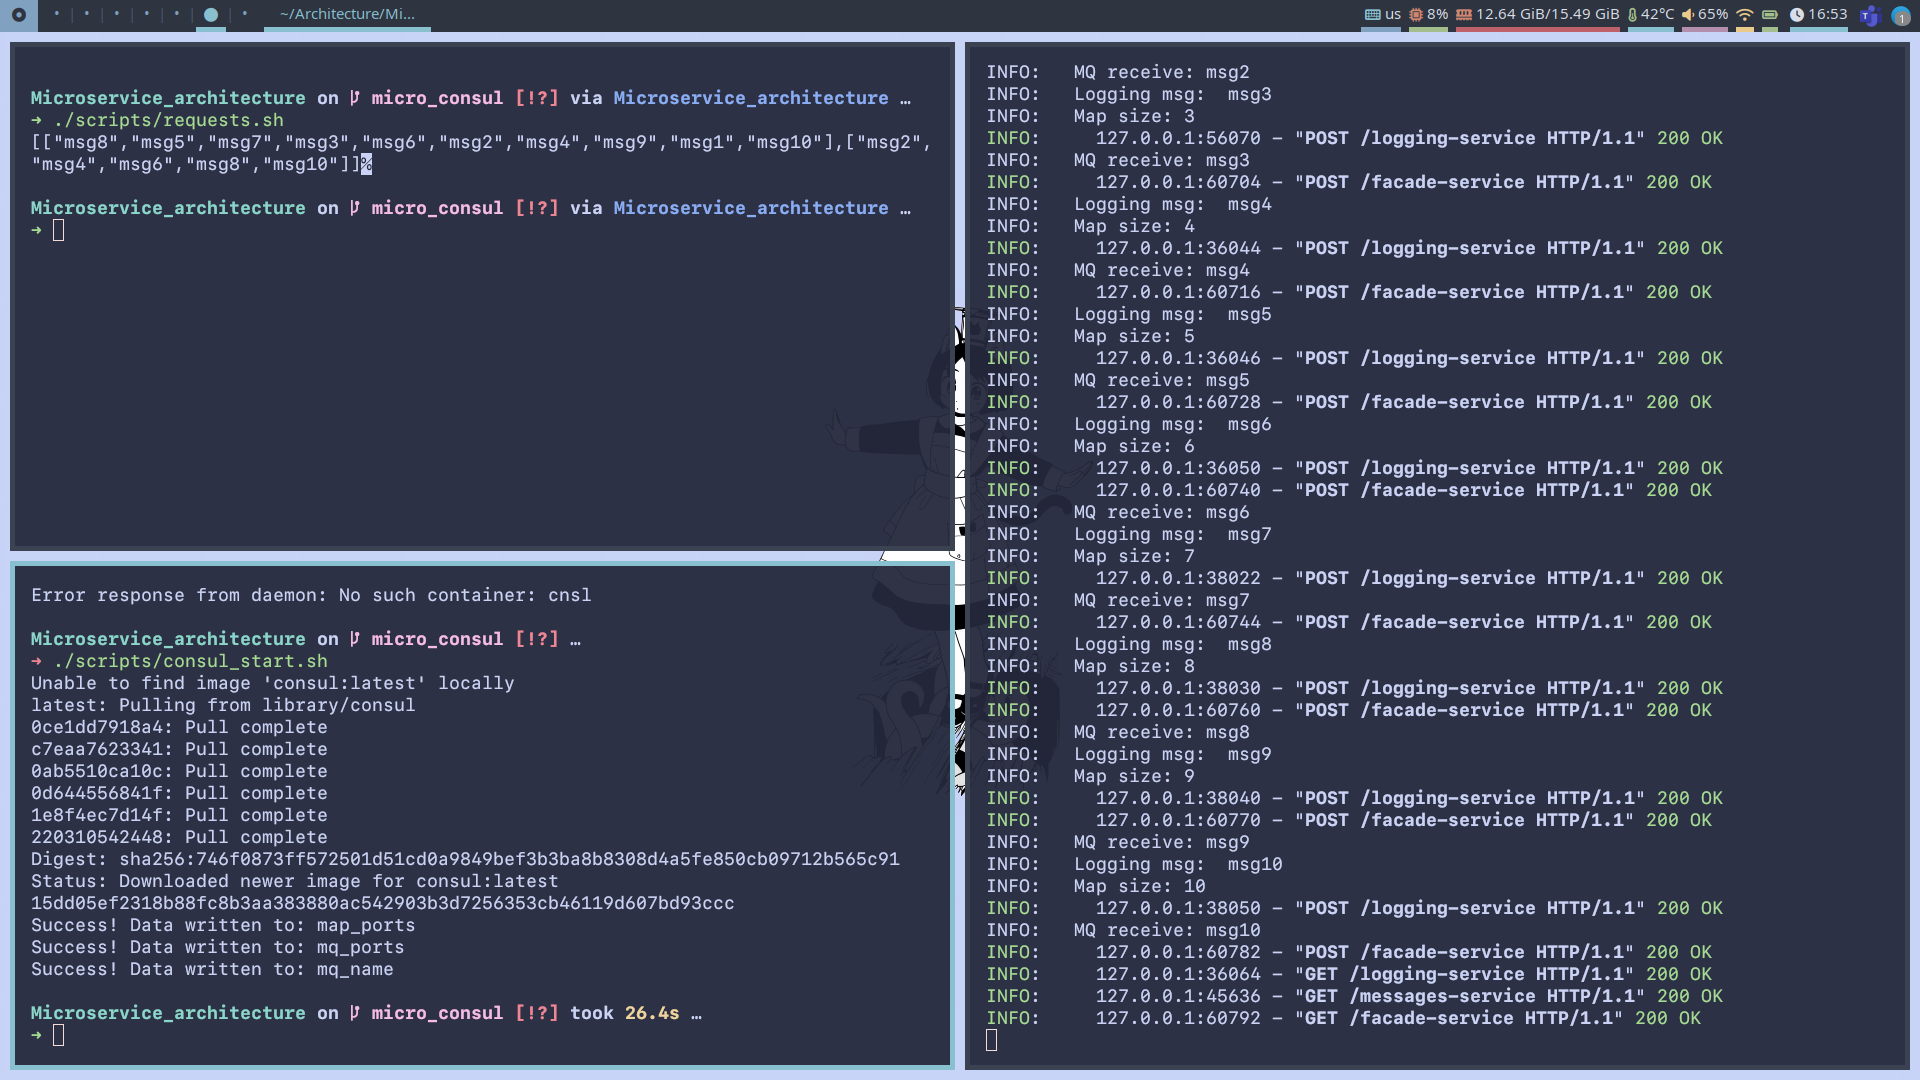 ~/Architecture/Mi...
us 8% 12.64 GiB/15.49 GiB 42°C 65% 16:53
Microservice_architecture on micro_consul [!?] via Microservice_architecture …
➜ ./scripts/requests.sh
[["msg8","msg5","msg7","msg3","msg6","msg2","msg4","msg9","msg1","msg10"],["msg2",
"msg4","msg6","msg8","msg10"]]%
Microservice_architecture on micro_consul [!?] via Microservice_architecture …
➜
Error response from daemon: No such container: cnsl
Microservice_architecture on micro_consul [!?] …
➜ ./scripts/consul_start.sh
Unable to find image 'consul:latest' locally
latest: Pulling from library/consul
0ce1dd7918a4: Pull complete
c7eaa7623341: Pull complete
0ab5510ca10c: Pull complete
0d644556841f: Pull complete
1e8f4ec7d14f: Pull complete
220310542448: Pull complete
Digest: sha256:746f0873ff572501d51cd0a9849bef3b3ba8b8308d4a5fe850cb09712b565c91
Status: Downloaded newer image for consul:latest
15dd05ef2318b88fc8b3aa383880ac542903b3d7256353cb46119d607bd93ccc
Success! Data written to: map_ports
Success! Data written to: mq_ports
Success! Data written to: mq_name
Microservice_architecture on micro_consul [!?] took 26.4s …
➜
INFO: MQ receive: msg2
INFO: Logging msg: msg3
INFO: Map size: 3
INFO: 127.0.0.1:56070 – "POST /logging-service HTTP/1.1" 200 OK
INFO: MQ receive: msg3
INFO: 127.0.0.1:60704 – "POST /facade-service HTTP/1.1" 200 OK
INFO: Logging msg: msg4
INFO: Map size: 4
INFO: 127.0.0.1:36044 – "POST /logging-service HTTP/1.1" 200 OK
INFO: MQ receive: msg4
INFO: 127.0.0.1:60716 – "POST /facade-service HTTP/1.1" 200 OK
INFO: Logging msg: msg5
INFO: Map size: 5
INFO: 127.0.0.1:36046 – "POST /logging-service HTTP/1.1" 200 OK
INFO: MQ receive: msg5
INFO: 127.0.0.1:60728 – "POST /facade-service HTTP/1.1" 200 OK
INFO: Logging msg: msg6
INFO: Map size: 6
INFO: 127.0.0.1:36050 – "POST /logging-service HTTP/1.1" 200 OK
INFO: 127.0.0.1:60740 – "POST /facade-service HTTP/1.1" 200 OK
INFO: MQ receive: msg6
INFO: Logging msg: msg7
INFO: Map size: 7
INFO: 127.0.0.1:38022 – "POST /logging-service HTTP/1.1" 200 OK
INFO: MQ receive: msg7
INFO: 127.0.0.1:60744 – "POST /facade-service HTTP/1.1" 200 OK
INFO: Logging msg: msg8
INFO: Map size: 8
INFO: 127.0.0.1:38030 – "POST /logging-service HTTP/1.1" 200 OK
INFO: 127.0.0.1:60760 – "POST /facade-service HTTP/1.1" 200 OK
INFO: MQ receive: msg8
INFO: Logging msg: msg9
INFO: Map size: 9
INFO: 127.0.0.1:38040 – "POST /logging-service HTTP/1.1" 200 OK
INFO: 127.0.0.1:60770 – "POST /facade-service HTTP/1.1" 200 OK
INFO: MQ receive: msg9
INFO: Logging msg: msg10
INFO: Map size: 10
INFO: 127.0.0.1:38050 – "POST /logging-service HTTP/1.1" 200 OK
INFO: MQ receive: msg10
INFO: 127.0.0.1:60782 – "POST /facade-service HTTP/1.1" 200 OK
INFO: 127.0.0.1:36064 – "GET /logging-service HTTP/1.1" 200 OK
INFO: 127.0.0.1:45636 – "GET /messages-service HTTP/1.1" 200 OK
INFO: 127.0.0.1:60792 – "GET /facade-service HTTP/1.1" 200 OK